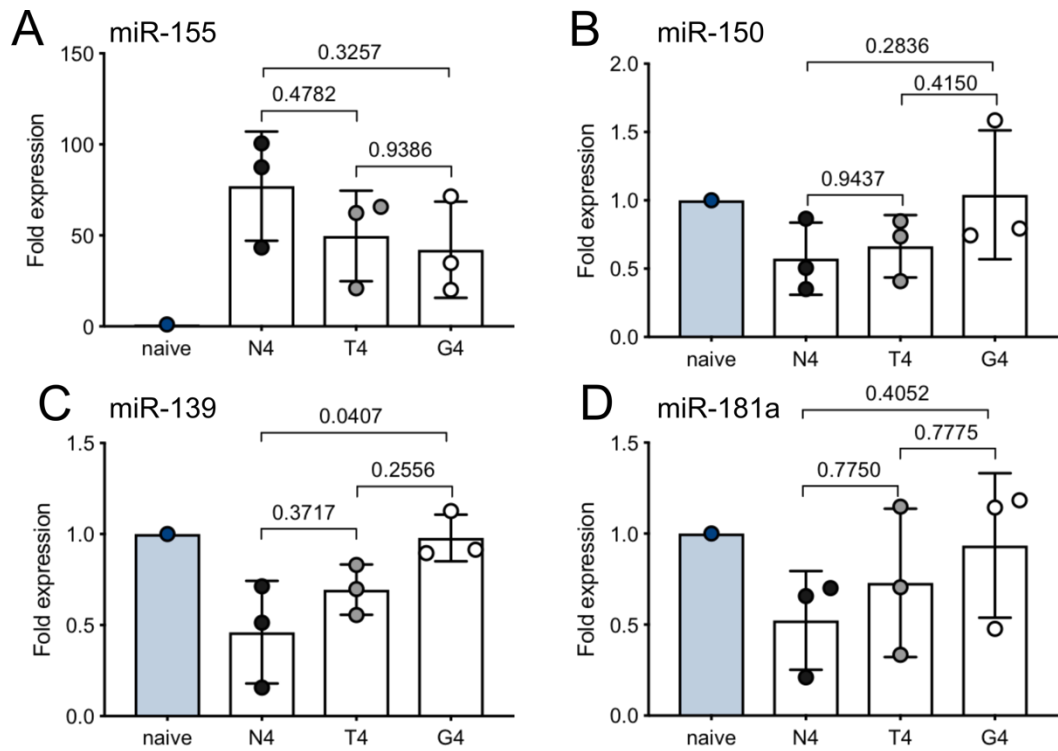 A miR-155
150
100
50
0
Fold expression
0.3257
0.4782
0.9386
naive N4 T4 G4
B miR-150
2.0
1.5
1.0
0.5
0.0
Fold expression
0.2836
0.4150
0.9437
naive N4 T4 G4
C miR-139
1.5
1.0
0.5
0.0
Fold expression
0.0407
0.2556
0.3717
naive N4 T4 G4
D miR-181a
1.5
1.0
0.5
0.0
Fold expression
0.4052
0.7775
0.7750
naive N4 T4 G4